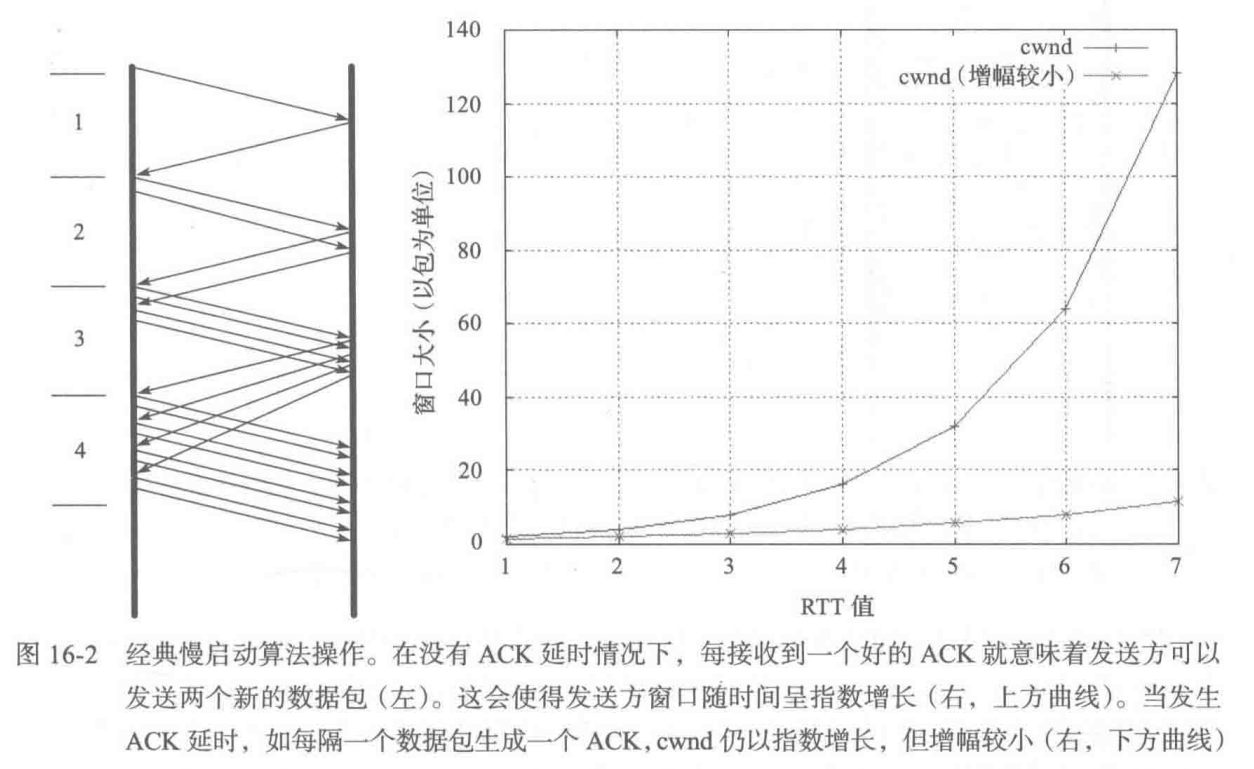 1
2
3
4
140
120
100
80
60
40
20
0
窗口大小（以包为单位）
cwnd
cwnd（增幅较小）
1 2 3 4 5 6 7
RTT 值
图 16-2 经典慢启动算法操作。在没有 ACK 延时情况下，每接收到一个好的 ACK 就意味着发送方可以
发送两个新的数据包（左）。这会使得发送方窗口随时间呈指数增长（右，上方曲线）。当发生
ACK 延时，如每隔一个数据包生成一个 ACK, cwnd 仍以指数增长，但增幅较小（右，下方曲线）